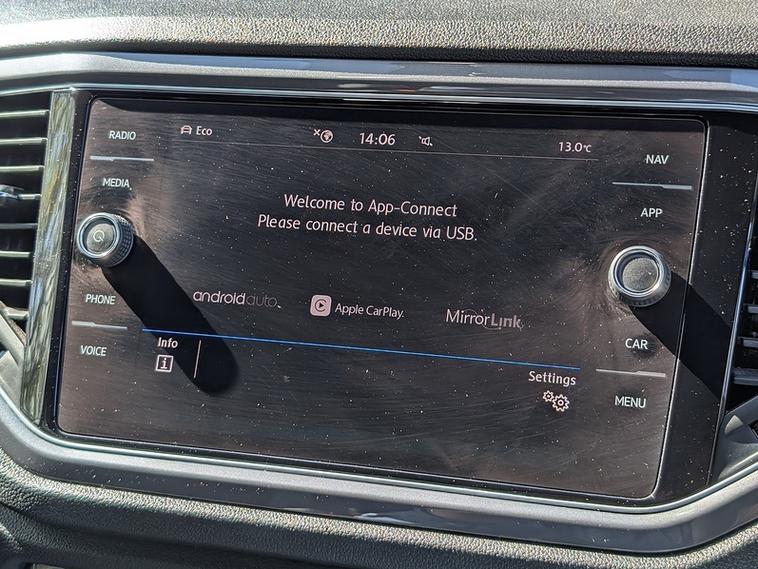 RADIO
Eco
14:06
13.0°C
NAV
MEDIA
Welcome to App-Connect
Please connect a device via USB.
APP
androidauto
Apple CarPlay
MirrorLink
PHONE
VOICE
Info
i
Settings
CAR
MENU